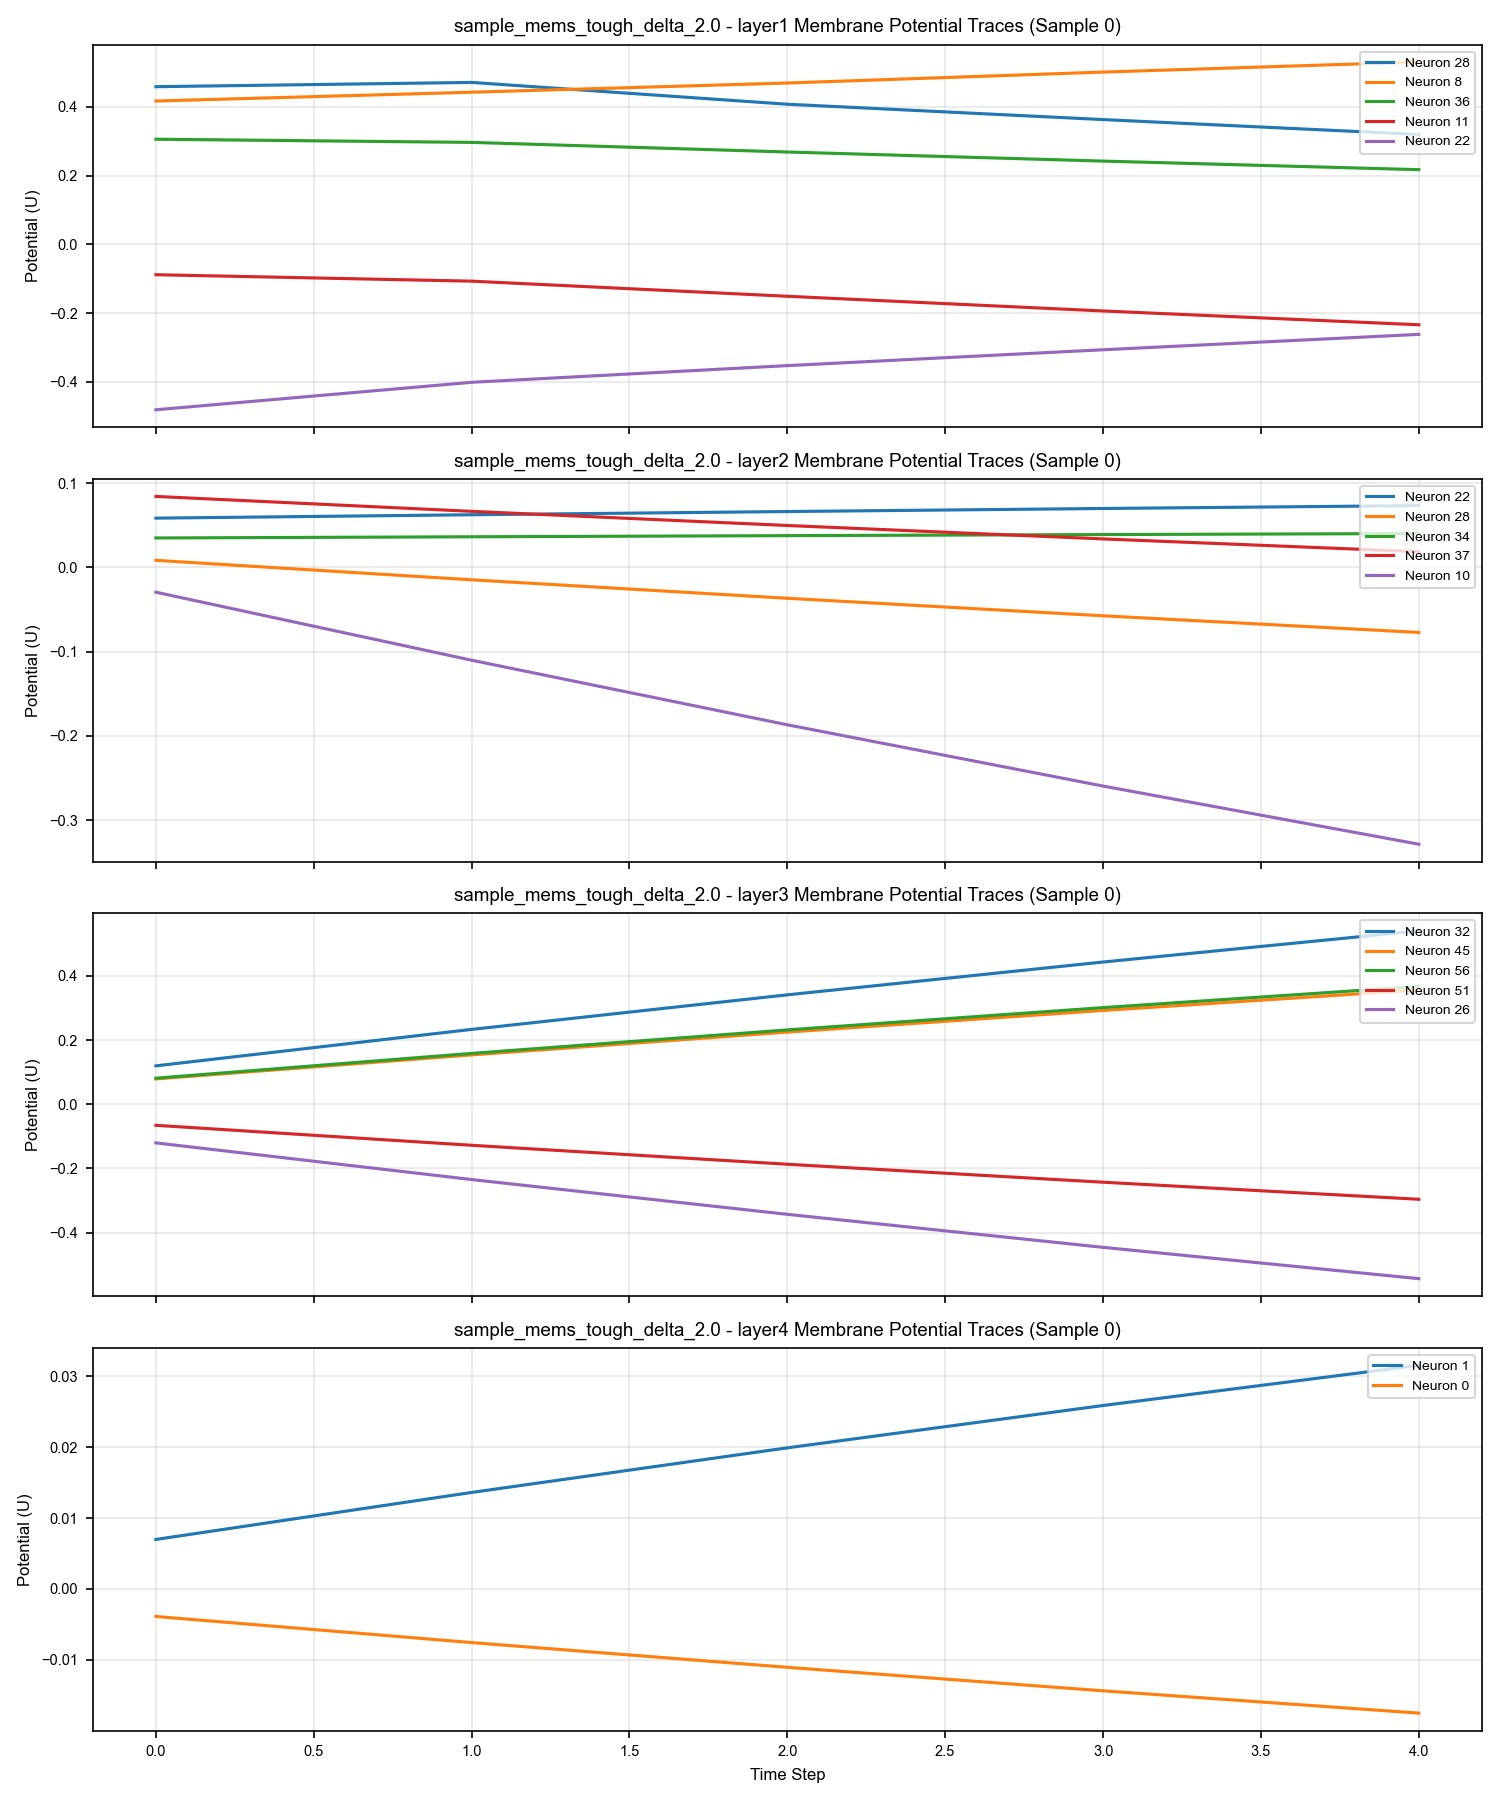 sample_mems_tough_delta_2.0 - layer1 Membrane Potential Traces (Sample 0)
Potential (U)
0.4
0.2
0.0
−0.2
−0.4
Neuron 28
Neuron 8
Neuron 36
Neuron 11
Neuron 22
sample_mems_tough_delta_2.0 - layer2 Membrane Potential Traces (Sample 0)
Potential (U)
0.1
0.0
−0.1
−0.2
−0.3
Neuron 22
Neuron 28
Neuron 34
Neuron 37
Neuron 10
sample_mems_tough_delta_2.0 - layer3 Membrane Potential Traces (Sample 0)
Potential (U)
0.4
0.2
0.0
−0.2
−0.4
Neuron 32
Neuron 45
Neuron 56
Neuron 51
Neuron 26
sample_mems_tough_delta_2.0 - layer4 Membrane Potential Traces (Sample 0)
Potential (U)
0.03
0.02
0.01
0.00
−0.01
Neuron 1
Neuron 0
0.0 0.5 1.0 1.5 2.0 2.5 3.0 3.5 4.0
Time Step